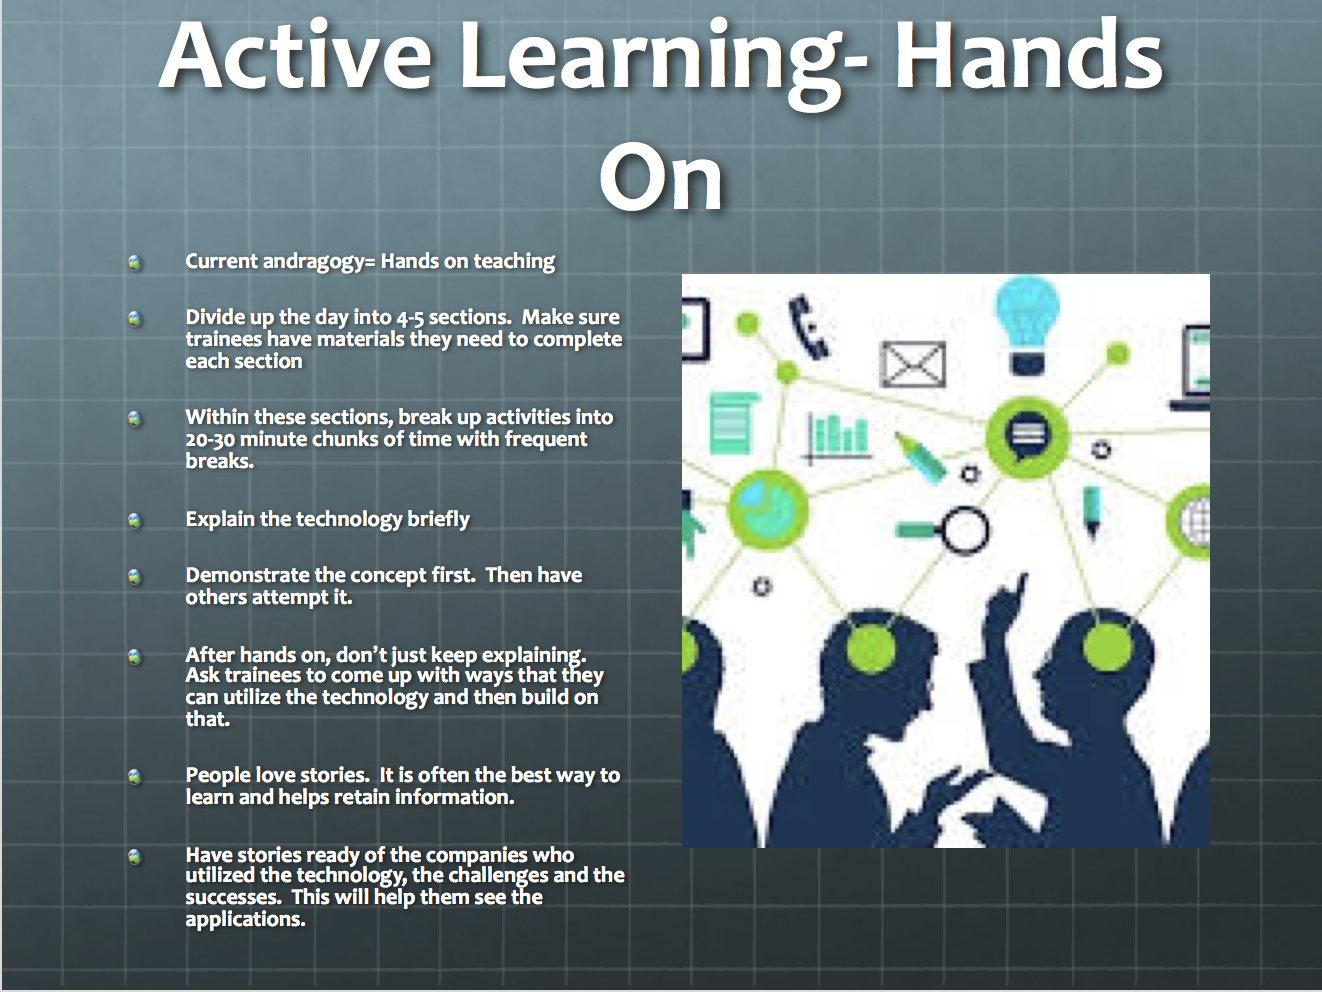 Active Learning- Hands
On
Current andragogy= Hands on teaching
Divide up the day into 4-5 sections.  Make sure
trainees have materials they need to complete
each section
Within these sections, break up activities into
20-30 minute chunks of time with frequent
breaks.
Explain the technology briefly
Demonstrate the concept first.  Then have
others attempt it.
After hands on, don’t just keep explaining.
Ask trainees to come up with ways that they
can utilize the technology and then build on
that.
People love stories.  It is often the best way to
learn and helps retain information.
Have stories ready of the companies who
utilized the technology, the challenges and the
successes.  This will help them see the
applications.